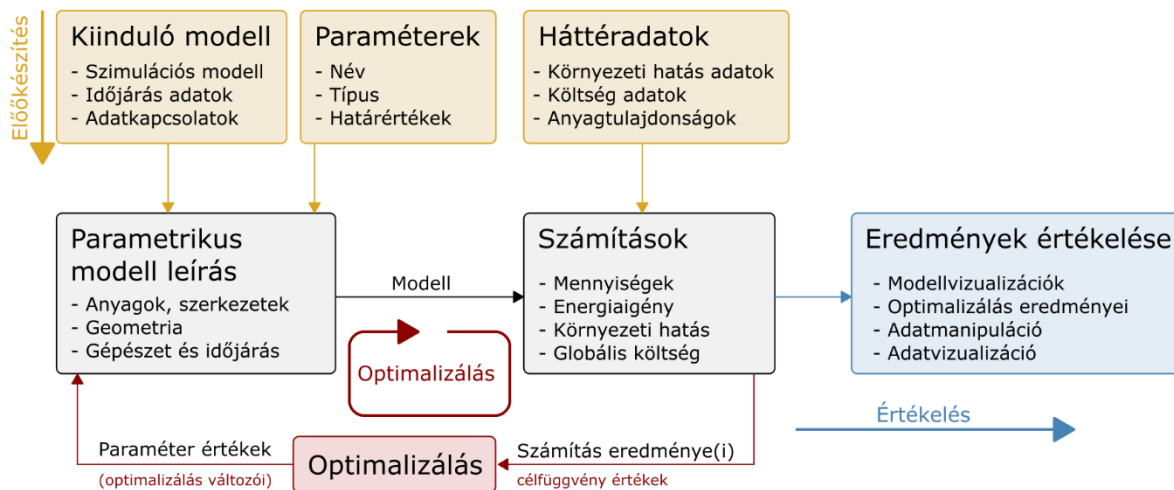 Előőkészítés
Kiinduló modell
- Szimulációs modell
- Időjárás adatok
- Adatkapcsolatok
Paraméterek
- Név
- Típus
- Határértékek
Háttéradatok
- Környezeti hatás adatok
- Költség adatok
- Anyagtulajdonságok
Parametrikus
modell leírás
- Anyagok, szerkezetek
- Geometria
- Gépészet és időjárás
Modell
Optimalizálás
Számítások
- Mennyiségek
- Energiaigény
- Környezeti hatás
- Globális költség
Eredmények értékelése
- Modellvizualizációk
- Optimalizálás eredményei
- Adatmanipuláció
- Adatvizualizáció
Értékelés
Paraméter értékek
(optimalizálás változói)
Optimalizálás
Számítás eredménye(i)
célfüggvény értékek